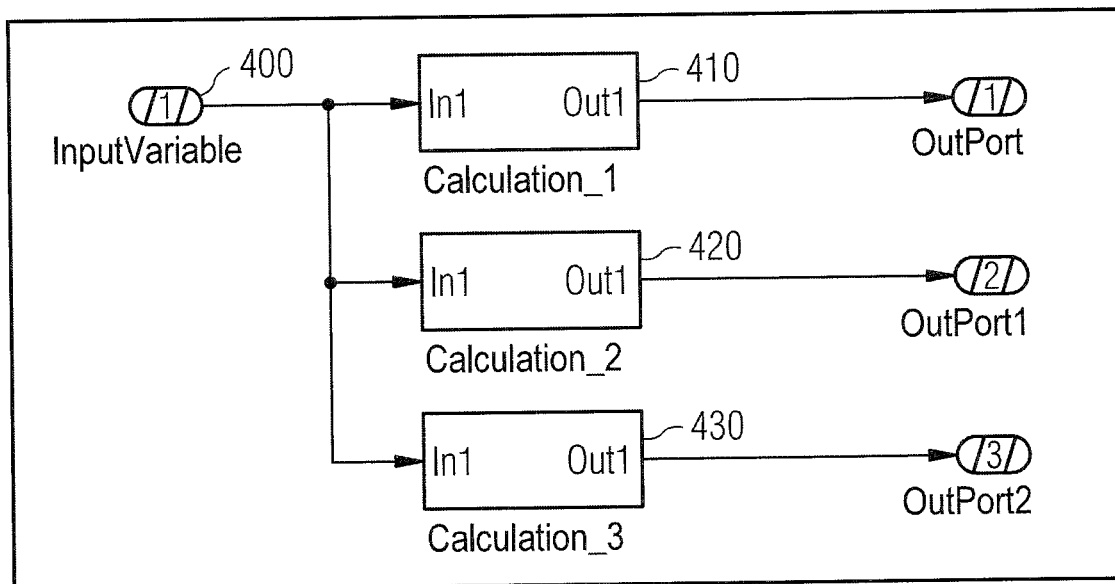 400
/1/
InputVariable
410
In1 Out1
Calculation_1
/1/
OutPort
420
In1 Out1
Calculation_2
/2/
OutPort1
430
In1 Out1
Calculation_3
/3/
OutPort2